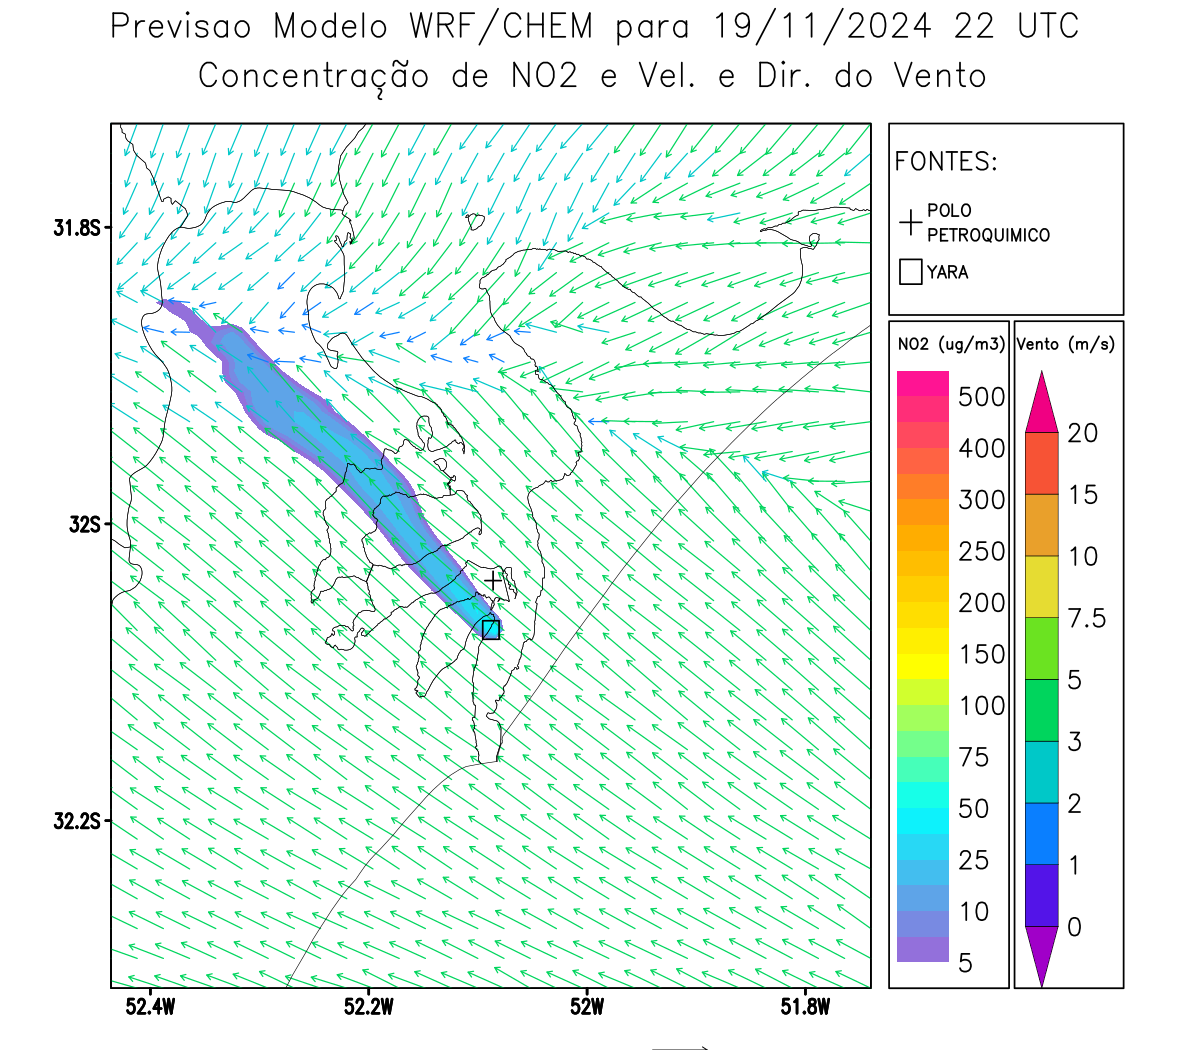 Previsao Modelo WRF/CHEM para 19/11/2024 22 UTC
Concentração de NO2 e Vel. e Dir. do Vento
FONTES:
POLO
PETROQUIMICO
YARA
NO2 (ug/m3)
500
400
300
250
200
150
100
75
50
25
10
5
Vento (m/s)
20
15
10
7.5
5
3
2
1
0
31.8S
32S
32.2S
52.4W
52.2W
52W
51.8W